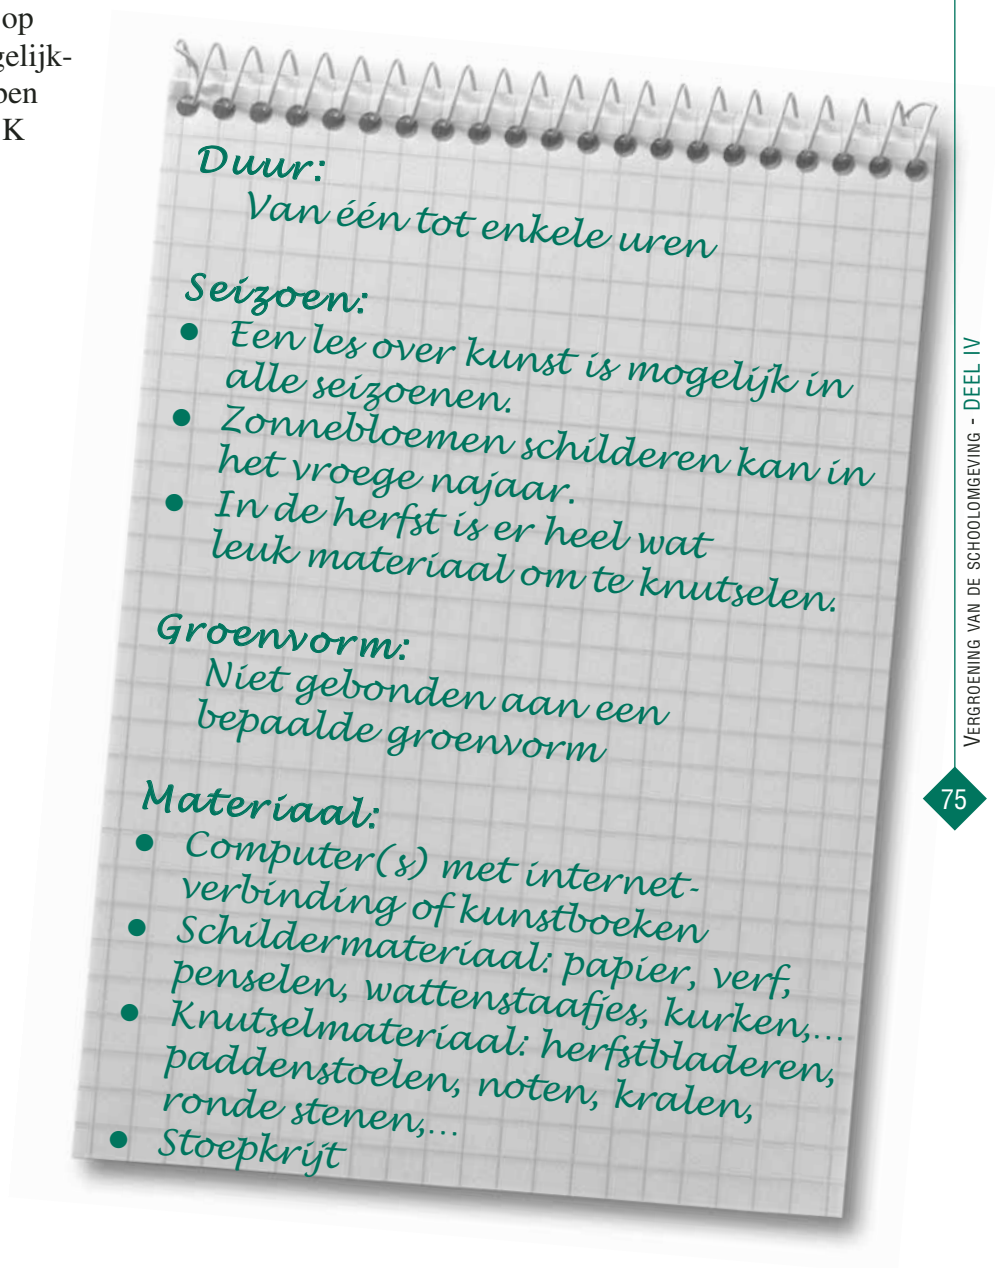 op
gelijk-
pen
K
Duur:
Van één tot enkele uren
Seizoen:
• Een les over kunst is mogelijk in
alle seizoenen.
• Zonnebloemen schilderen kan in
het vroege najaar.
• In de herfst is er heel wat
leuk materiaal om te knutselen.
Groenvorm:
Niet gebonden aan een
bepaalde groenvorm
Materiaal:
• Computer(s) met internet-
verbinding of kunstboeken
• Schildermateriaal: papier, verf,
penselen, wattenstaafjes, kurken,...
• Knutselmateriaal: herfstbladeren,
paddenstoelen, noten, kralen,
ronde stenen,...
• Stoepkrijt
Vergroening van de schoolomgeving - DEEL IV
75